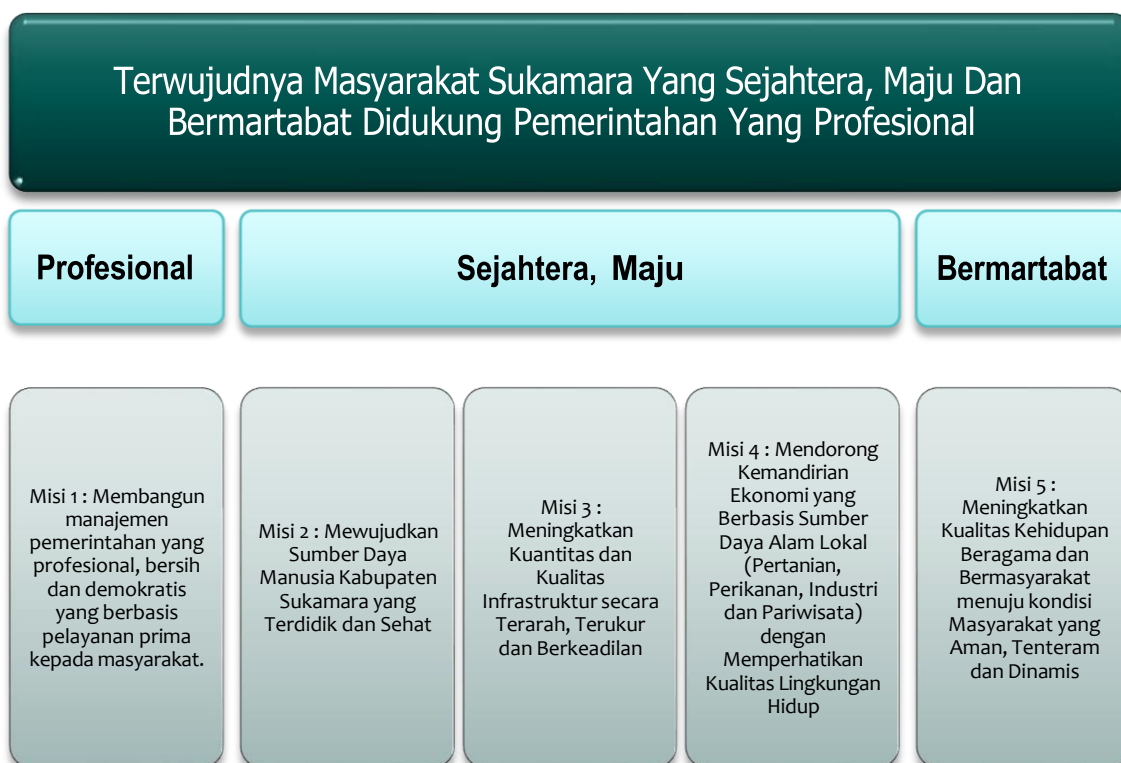 Terwujudnya Masyarakat Sukamara Yang Sejahtera, Maju Dan
Bermartabat Didukung Pemerintahan Yang Profesional
Profesional
Sejahtera, Maju
Bermartabat
Misi 1 : Membangun
manajemen
pemerintahan yang
profesional, bersih
dan demokratis
yang berbasis
pelayanan prima
kepada masyarakat.
Misi 2 : Mewujudkan
Sumber Daya
Manusia Kabupaten
Sukamara yang
Terdidik dan Sehat
Misi 3 :
Meningkatkan
Kuantitas dan
Kualitas
Infrastruktur secara
Terarah, Terukur
dan Berkeadilan
Misi 4 : Mendorong
Kemandirian
Ekonomi yang
Berbasis Sumber
Daya Alam Lokal
(Pertanian,
Perikanan, Industri
dan Pariwisata)
dengan
Memperhatikan
Kualitas Lingkungan
Hidup
Misi 5 :
Meningkatkan
Kualitas Kehidupan
Beragama dan
Bermasyarakat
menuju kondisi
Masyarakat yang
Aman, Tenteram
dan Dinamis